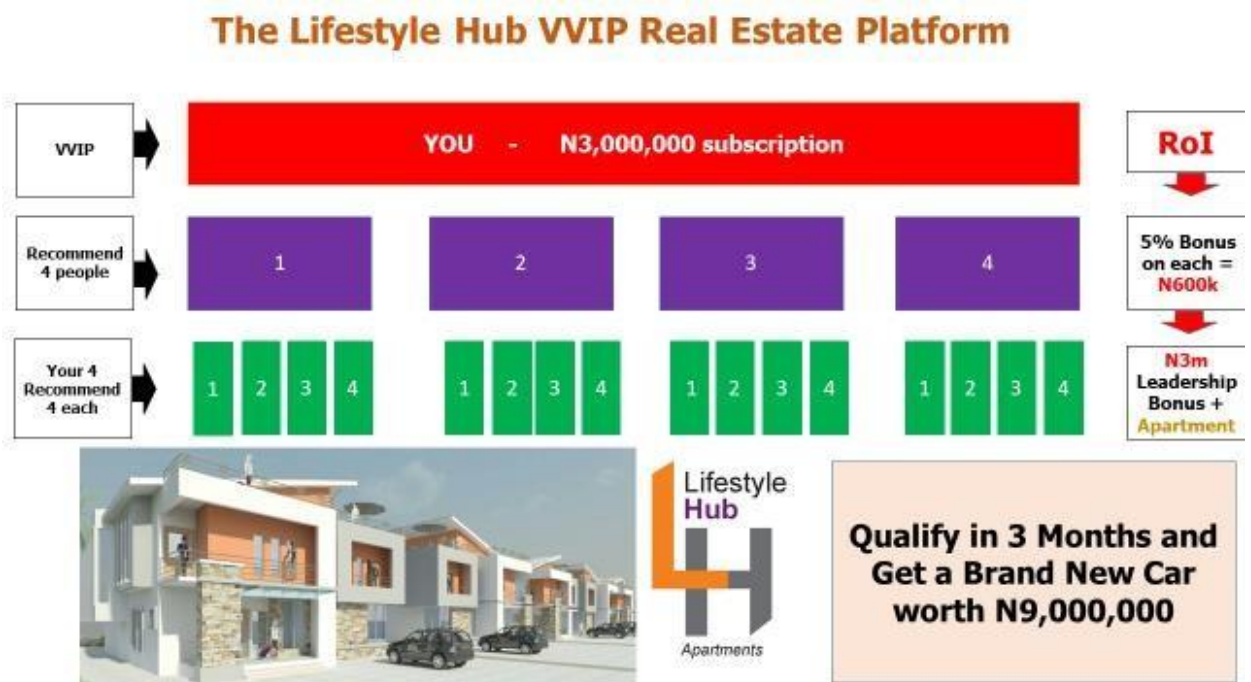 The Lifestyle Hub VVIP Real Estate Platform
VVIP
YOU - N3,000,000 subscription
RoI
Recommend
4 people
1
2
3
4
5% Bonus
on each =
N600k
Your 4
Recommend
4 each
1 2 3 4
1 2 3 4
1 2 3 4
1 2 3 4
N3m
Leadership
Bonus +
Apartment
Lifestyle
Hub
LH
Apartments
Qualify in 3 Months and
Get a Brand New Car
worth N9,000,000